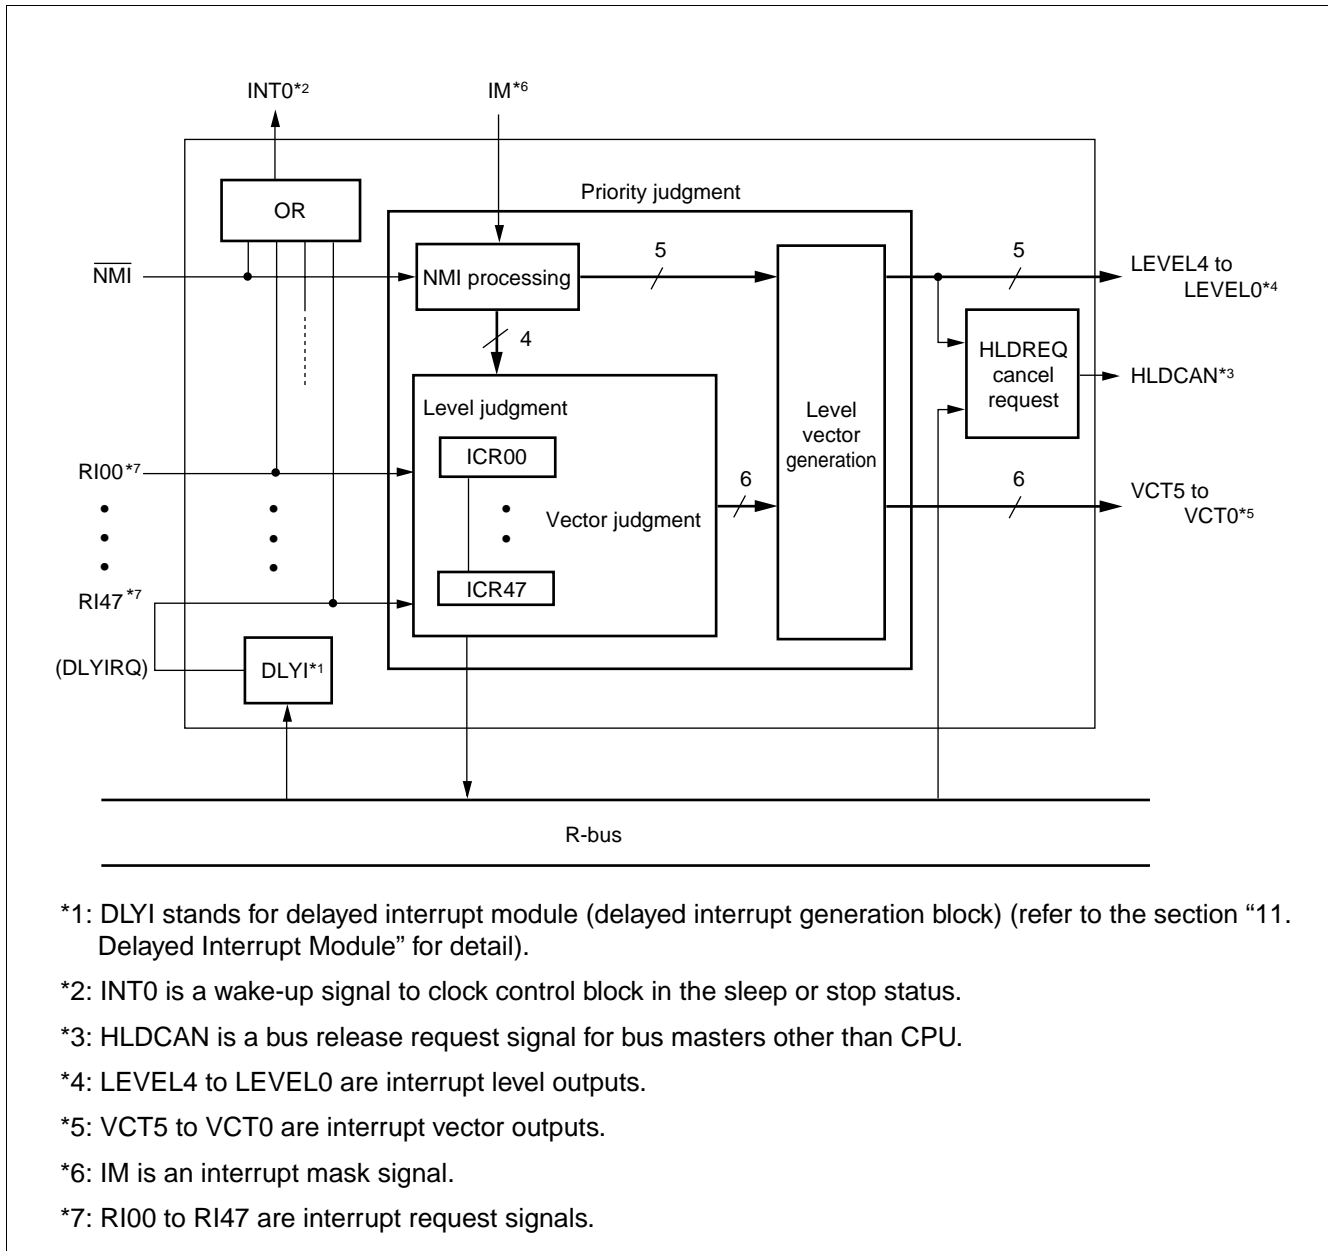 INT0*2
IM*6
Priority judgment
OR
NMI
NMI processing
5
5
LEVEL4 to
LEVEL0*4
4
HLDREQ
cancel
request
HLDCAN*3
Level judgment
Level
vector
generation
ICR00
RI00*7
6
6
VCT5 to
VCT0*5
Vector judgment
ICR47
RI47*7
(DLYIRQ)
DLYI*1
R-bus
*1: DLYI stands for delayed interrupt module (delayed interrupt generation block) (refer to the section “11.
Delayed Interrupt Module” for detail).
*2: INT0 is a wake-up signal to clock control block in the sleep or stop status.
*3: HLDCAN is a bus release request signal for bus masters other than CPU.
*4: LEVEL4 to LEVEL0 are interrupt level outputs.
*5: VCT5 to VCT0 are interrupt vector outputs.
*6: IM is an interrupt mask signal.
*7: RI00 to RI47 are interrupt request signals.